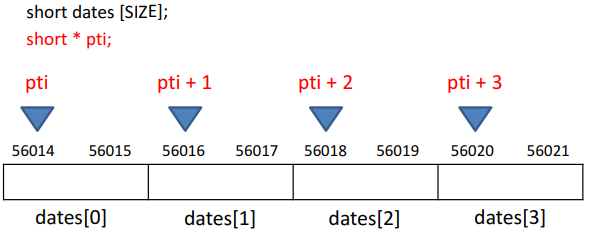 short dates [SIZE];
short * pti;
pti pti + 1 pti + 2 pti + 3
56014 56015 56016 56017 56018 56019 56020 56021
dates[0] dates[1] dates[2] dates[3]